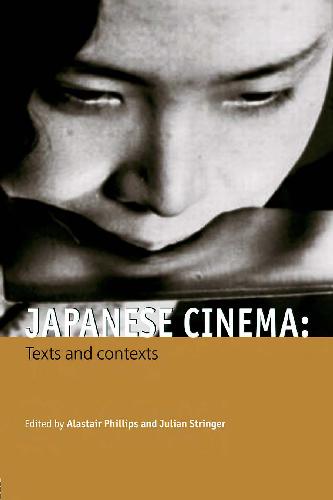 JAPANESE CINEMA:
Texts and contexts
Edited by Alastair Phillips and Julian Stringer